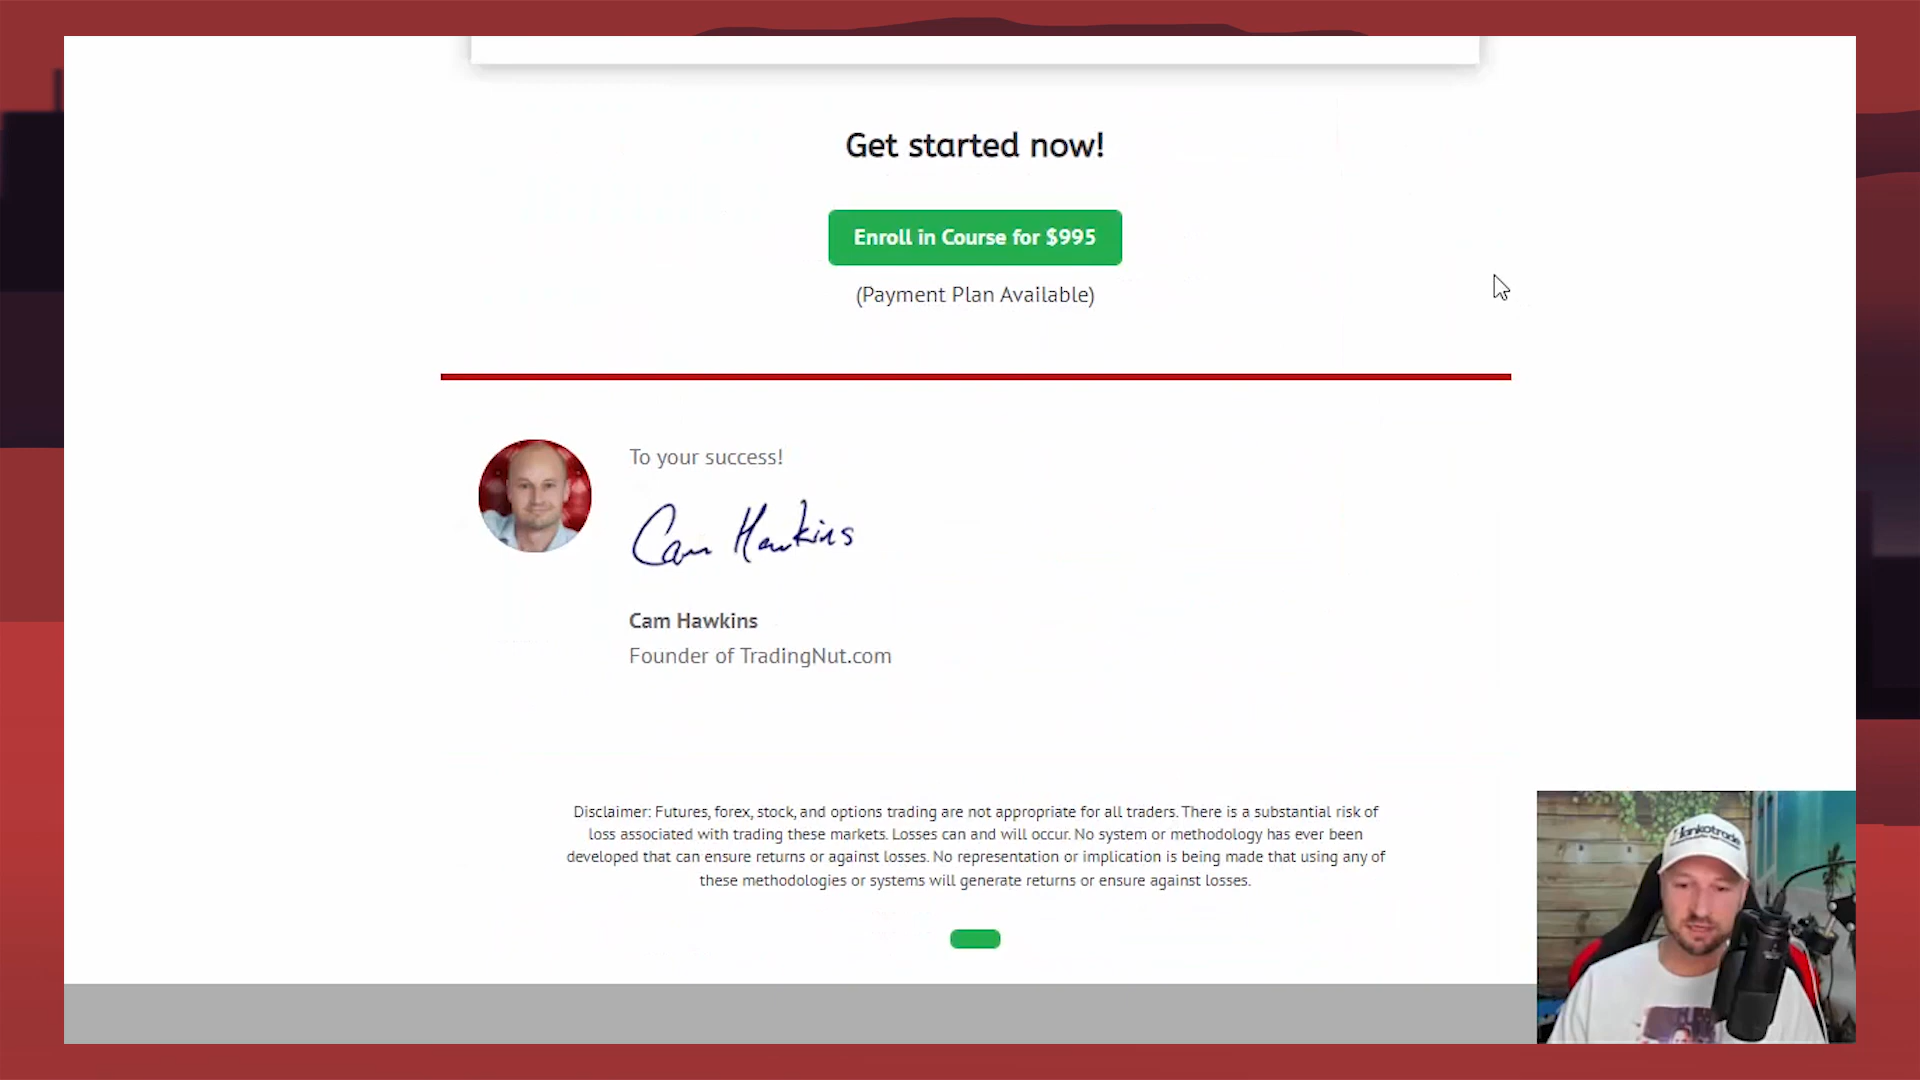 Get started now!
Enroll in Course for $995
(Payment Plan Available)
To your success!
Cam Hawkins
Cam Hawkins
Founder of TradingNut.com
Disclaimer: Futures, forex, stock, and options trading are not appropriate for all traders. There is a substantial risk of
loss associated with trading these markets. Losses can and will occur. No system or methodology has ever been
developed that can ensure returns or against losses. No representation or implication is being made that using any of
these methodologies or systems will generate returns or ensure against losses.
Hankotrade